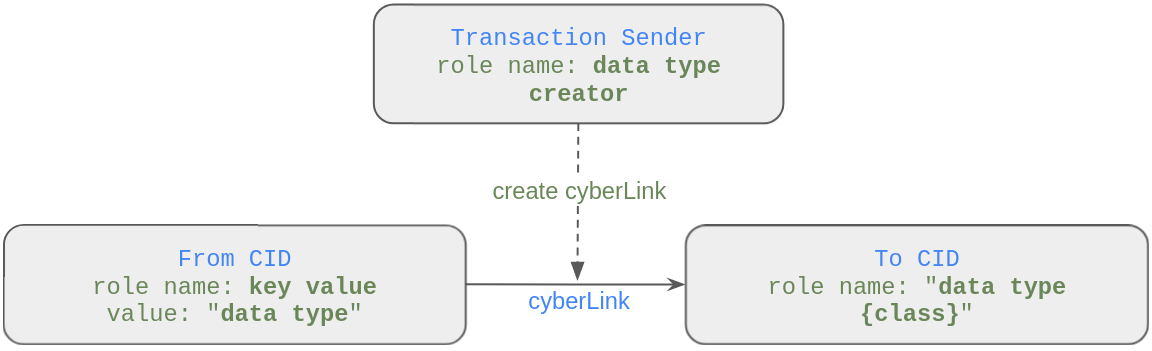 Transaction Sender
role name: data type
creator
create cyberLink
From CID
role name: key value
value: "data type"
cyberLink
To CID
role name: "data type
{class}"